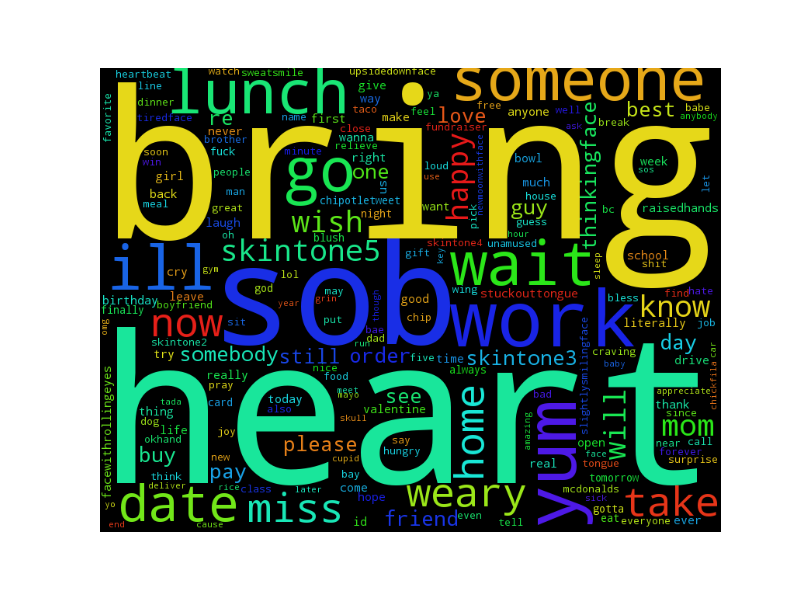 heartbeat
watch
sweatsmile
upsidedownface
someone
line
lunch
give
ya
favorite
dinner
way
taco
feel
free
anyone
well
best
babe
anybody
tiredface
re
name
first
make
love
fundraiser
ask
break
bring
never
close
brother
wanna
relieve
fuck
soon
win
minute
right
loud
bowl
thinkingface
week
sos
girl
people
go
one
use
happy
newmoonwithface
much
let
back
man
sn
chipotletweet
want
pick
house
guy
bc
raisedhands
meal
great
wish
night
guess
laugh
oh
blush
hour
skintone5
skintone4
unamused
ill
sob
gift
key
wait
sleep
school
shit
cry
gym
lol
wing
stuckouttongue
bless
find
hate
birthday
leave
god
may
good
work
know
finally
boyfriend
year
grin
though
chip
omg
now
sit
put
bae
literally
job
skintone2
run
dad
day
try
somebody
still
order
five
time
skintone3
craving
drive
car
nice
always
baby
slightlysmilingface
chickfila
facewithrollingeyes
really
food
meet
heart
pray
see
home
bad
will
appreciate
tada
card
today
mayo
thank
since
thing
also
valentine
yum
mom
dog
skull
okhand
life
joy
please
say
amazing
open
near
call
buy
new
cupid
hungry
face
forever
think
pay
bay
real
tongue
surprise
deliver
rice
class
later
come
weary
mcdonalds
tomorrow
yo
date
miss
hope
sick
take
gotta
id
friend
even
tell
eat
everyone
ever
end
cause